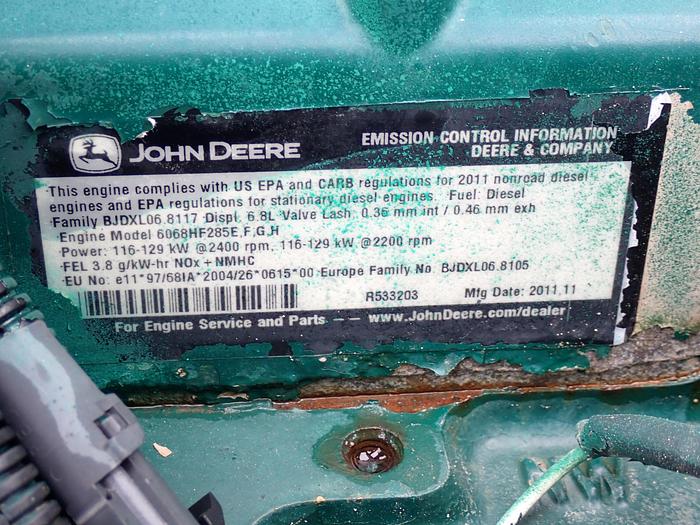 JOHN DEERE
EMISSION CONTROL INFORMATION
DEERE & COMPANY
This engine complies with US EPA and CARB regulations for 2011 nonroad diesel
engines and EPA regulations for stationary diesel engines. Fuel: Diesel
Family BJDXL06.8117 Displ. 6.8L Valve Lash 0.36 mm int / 0.46 mm exh
Engine Model 6068HF285E,F,G,H
Power: 116-129 kW @2400 rpm, 116-129 kW @2200 rpm
FEL 3.8 g/kW-hr NOx + NMHC
EU No: e11*97/68IA*2004/26*0615*00 Europe Family No. BJDXL06.8105
R533203 Mfg Date: 2011.11
For Engine Service and Parts -- www.JohnDeere.com/dealer